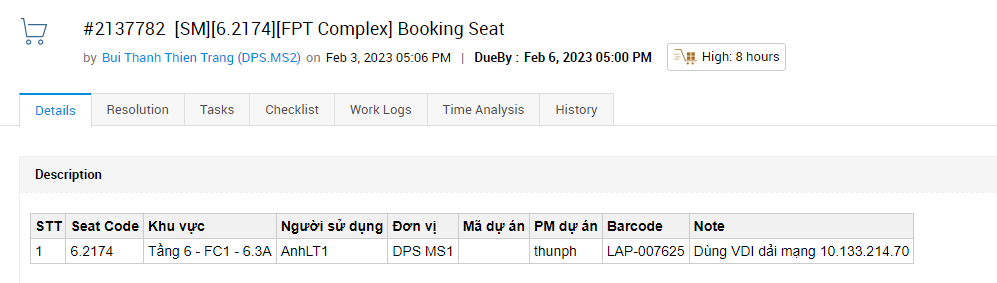 #2137782 [SM][6.2174][FPT Complex] Booking Seat
by Bui Thanh Thien Trang (DPS.MS2) on Feb 3, 2023 05:06 PM | DueBy : Feb 6, 2023 05:00 PM High: 8 hours
Details Resolution Tasks Checklist Work Logs Time Analysis History
Description
STT Seat Code Khu vực Người sử dụng Đơn vị Mã dự án PM dự án Barcode Note
1 6.2174 Tầng 6 - FC1 - 6.3A AnhLT1 DPS MS1 thunph LAP-007625 Dùng VDI dải mạng 10.133.214.70